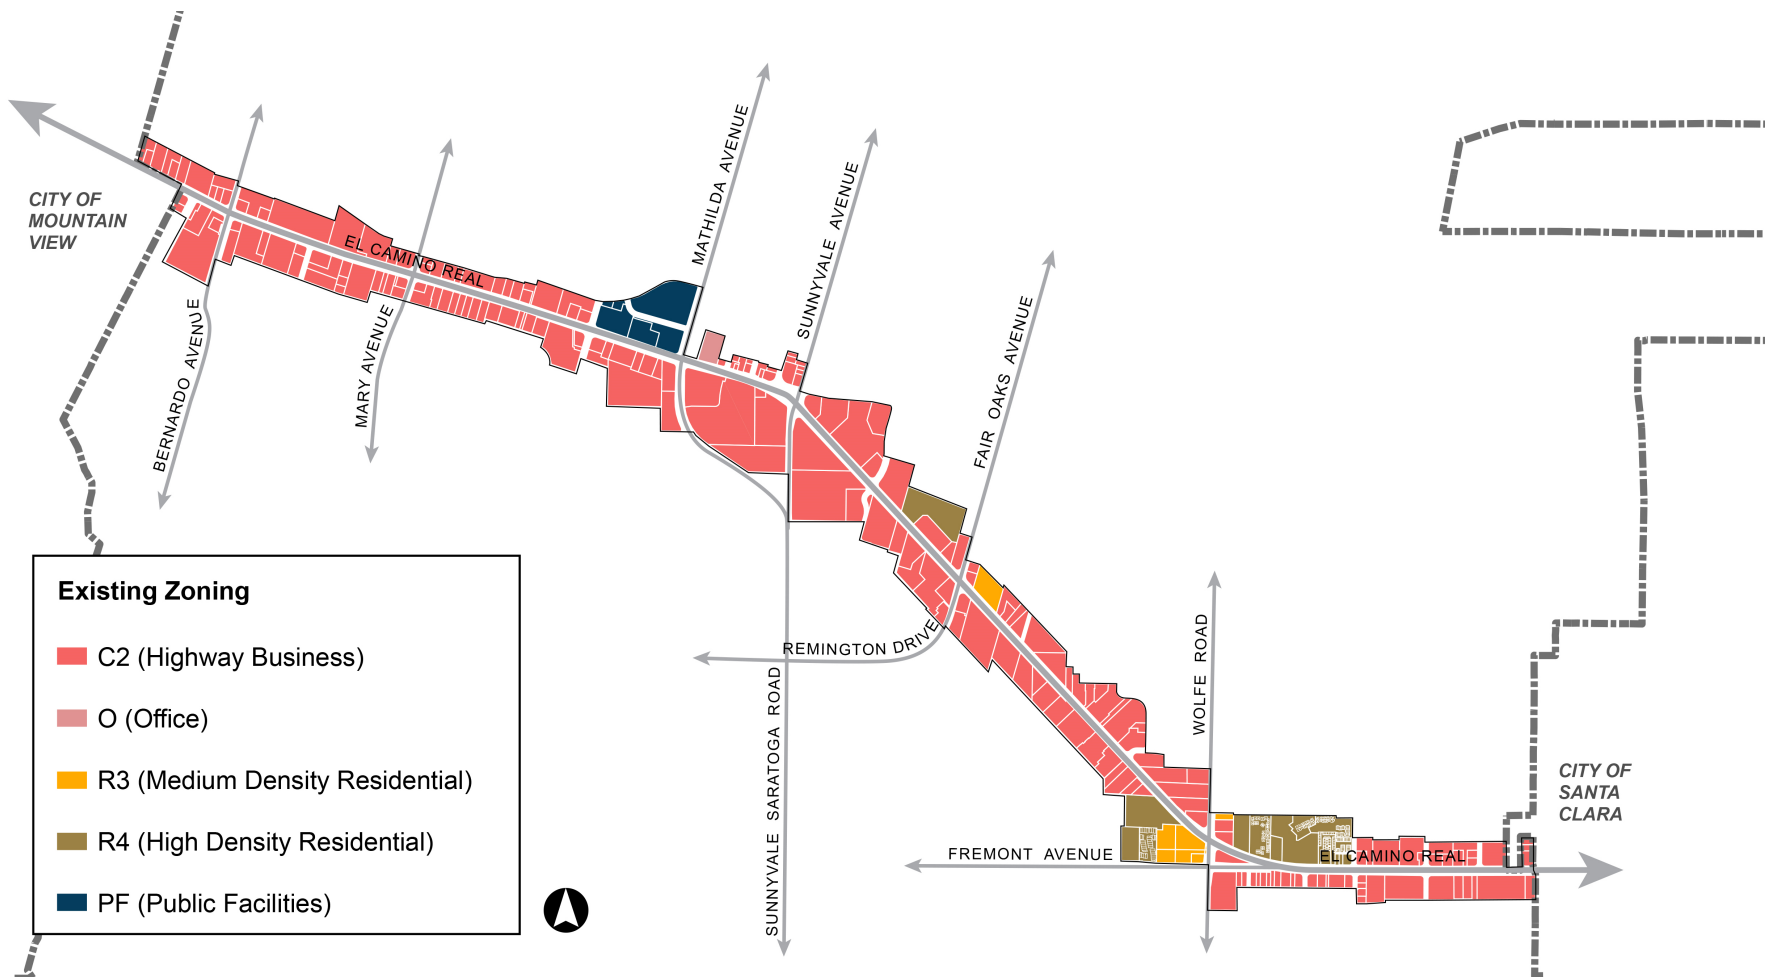 MATHILDA AVENUE
SUNNYVALE AVENUE
CITY OF
MOUNTAIN
VIEW
EL CAMINO REAL
FAIR OAKS AVENUE
BERNARDO AVENUE
MARY AVENUE
Existing Zoning
C2 (Highway Business)
O (Office)
R3 (Medium Density Residential)
R4 (High Density Residential)
PF (Public Facilities)
REMINGTON DRIVE
SUNNYVALE SARATOGA ROAD
WOLFE ROAD
CITY OF
SANTA
CLARA
FREMONT AVENUE
EL CAMINO REAL